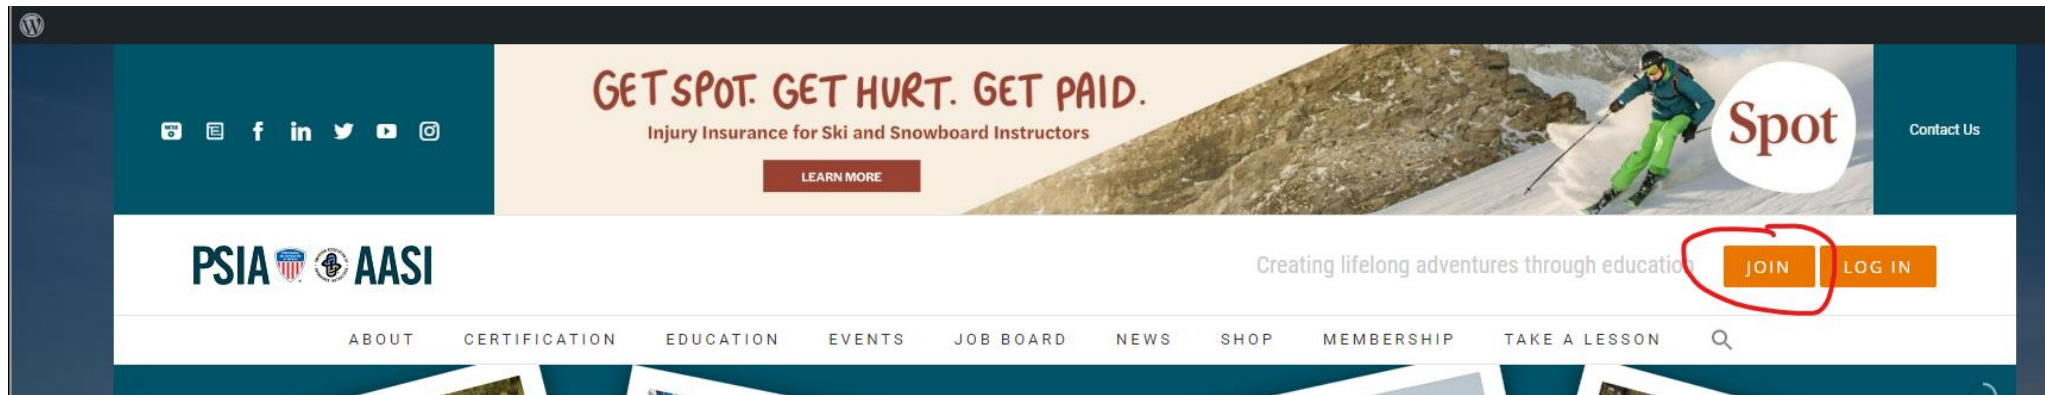 GET SPOT. GET HURT. GET PAID.
Injury Insurance for Ski and Snowboard Instructors
LEARN MORE
Spot
Contact Us
PSIA AASI
Creating lifelong adventures through education
JOIN
LOG IN
ABOUT CERTIFICATION EDUCATION EVENTS JOB BOARD NEWS SHOP MEMBERSHIP TAKE A LESSON